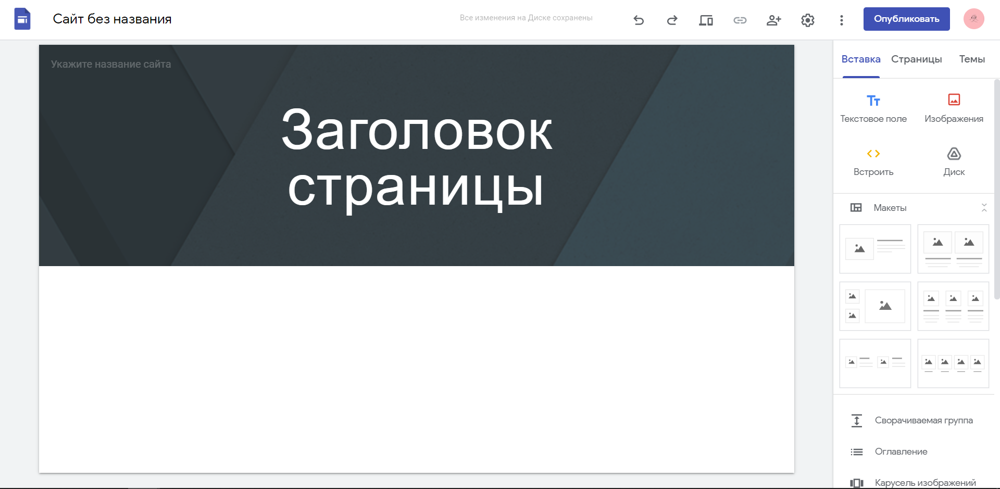 Сайт без названия
Все изменения на Диске сохранены
Опубликовать
Укажите название сайта
Заголовок
страницы
Вставка
Страницы
Темы
Текстовое поле
Изображения
Встроить
Диск
Макеты
Сворачиваемая группа
Оглавление
Карусель изображений